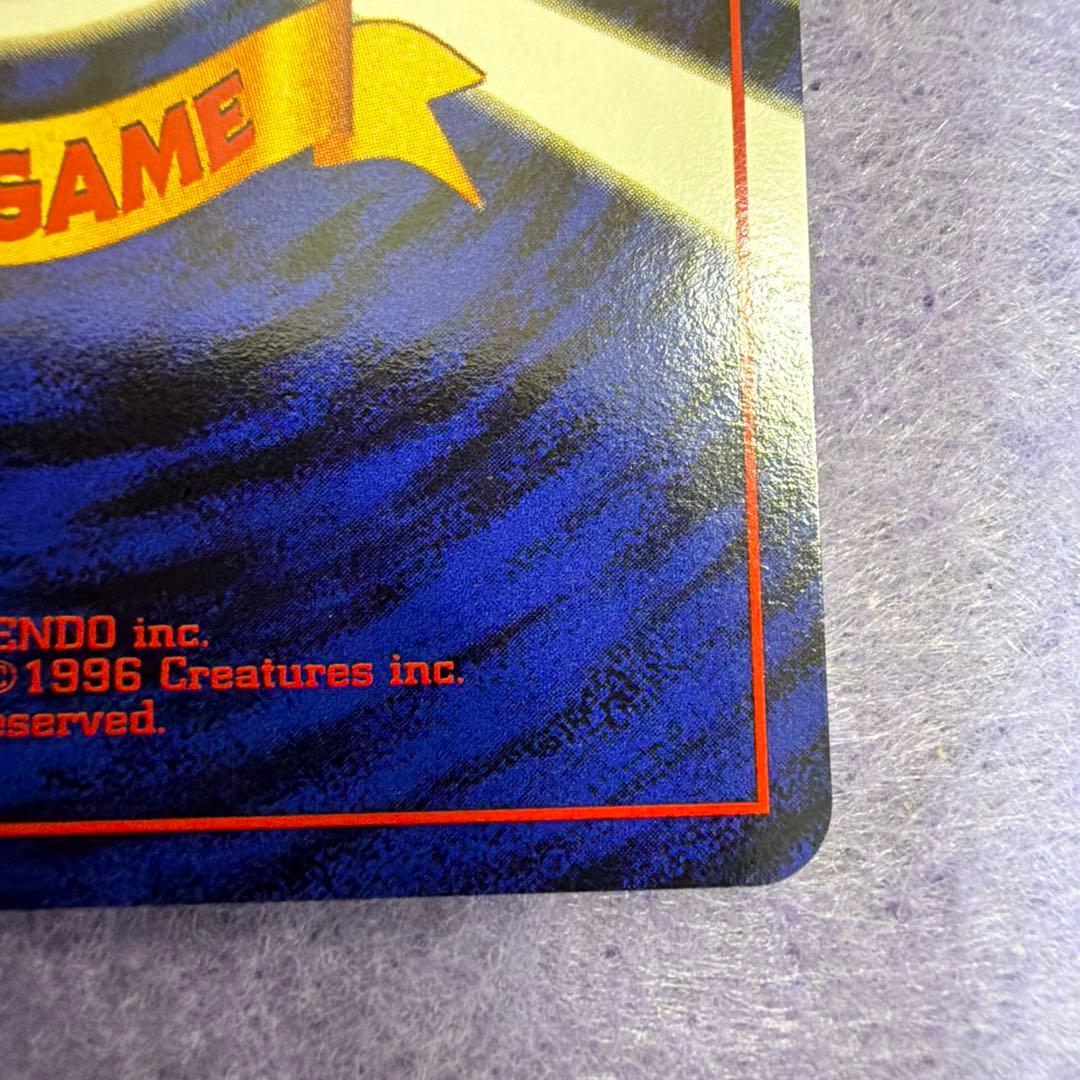 GAME
ENDO inc.
©1996 Creatures inc.
eserved.